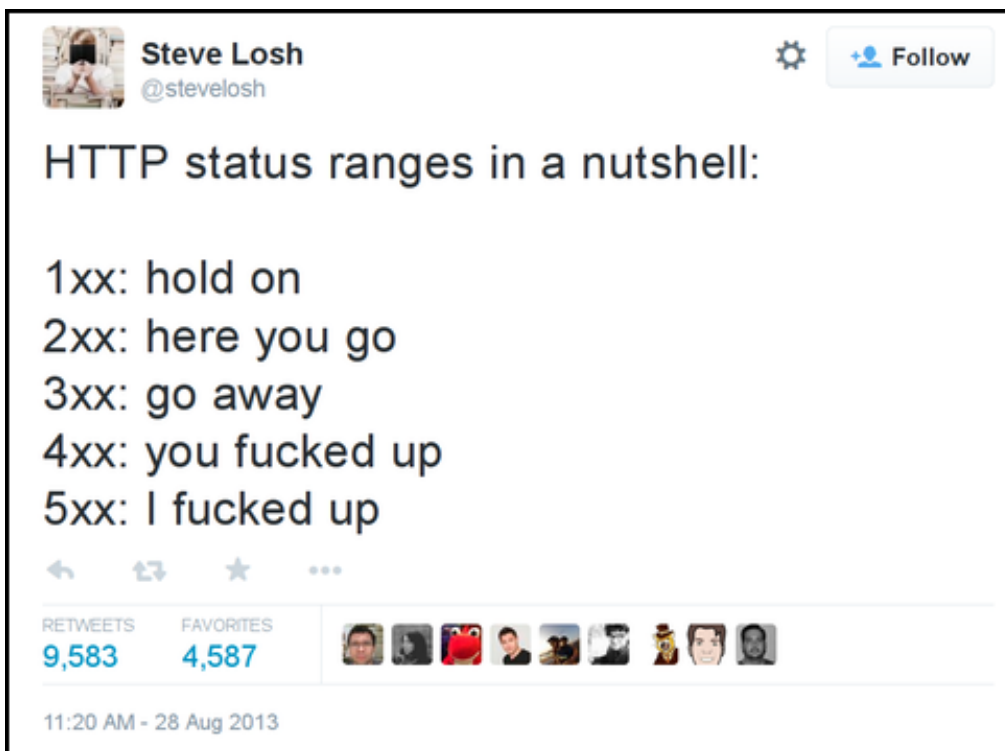 Steve Losh
@stevelosh
Follow
HTTP status ranges in a nutshell:
1xx: hold on
2xx: here you go
3xx: go away
4xx: you fucked up
5xx: I fucked up
RETWEETS FAVORITES
9,583 4,587
11:20 AM - 28 Aug 2013